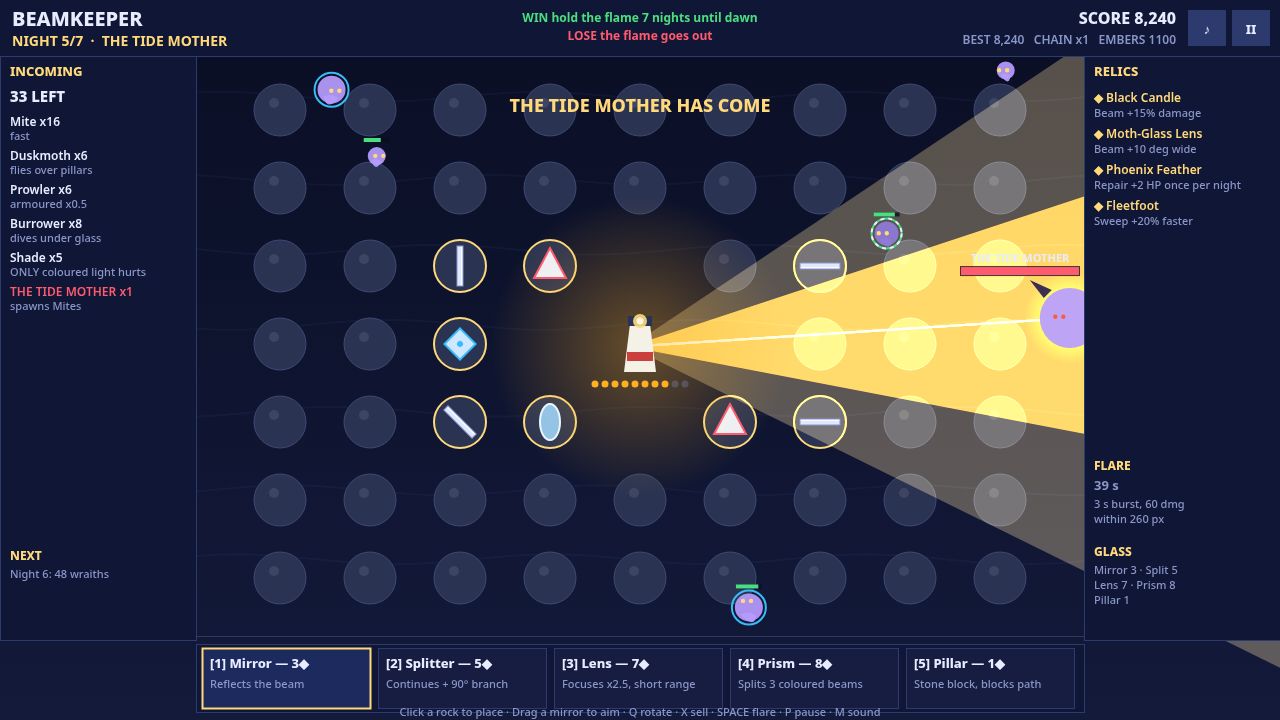 BEAMKEEPER
NIGHT 5/7 · THE TIDE MOTHER
WIN hold the flame 7 nights until dawn
LOSE the flame goes out
SCORE 8,240
BEST 8,240 CHAIN x1 EMBERS 1100
♪
II
INCOMING
33 LEFT
Mite x16
fast
Duskmoth x6
flies over pillars
Prowler x6
armoured x0.5
Burrower x8
dives under glass
Shade x5
ONLY coloured light hurts
THE TIDE MOTHER x1
spawns Mites
NEXT
Night 6: 48 wraiths
THE TIDE MOTHER HAS COME
THE TIDE MOTHER
RELICS
◆ Black Candle
Beam +15% damage
◆ Moth-Glass Lens
Beam +10 deg wide
◆ Phoenix Feather
Repair +2 HP once per night
◆ Fleetfoot
Sweep +20% faster
FLARE
39 s
3 s burst, 60 dmg
within 260 px
GLASS
Mirror 3 · Split 5
Lens 7 · Prism 8
Pillar 1
[1] Mirror — 3◆
Reflects the beam
[2] Splitter — 5◆
Continues + 90° branch
[3] Lens — 7◆
Focuses x2.5, short range
[4] Prism — 8◆
Splits 3 coloured beams
[5] Pillar — 1◆
Stone block, blocks path
Click a rock to place · Drag a mirror to aim · Q rotate · X sell · SPACE flare · P pause · M sound